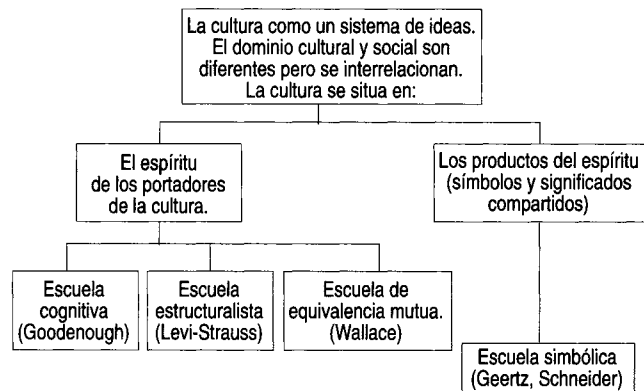 La cultura como un sistema de ideas.
El dominio cultural y social son
diferentes pero se interrelacionan.
La cultura se situa en:
El espíritu
de los portadores
de la cultura.
Los productos del espíritu
(símbolos y significados
compartidos)
Escuela
cognitiva
(Goodenough)
Escuela
estructuralista
(Levi-Strauss)
Escuela de
equivalencia mutua.
(Wallace)
Escuela simbólica
(Geertz, Schneider)